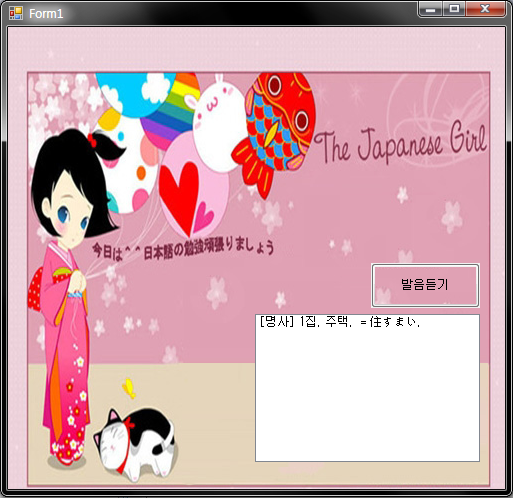 Form1
The Japanese Girl
今日は^^日本語の勉強頑張りましょう
발음듣기
[명사] 1집. 주택. =住すまい.